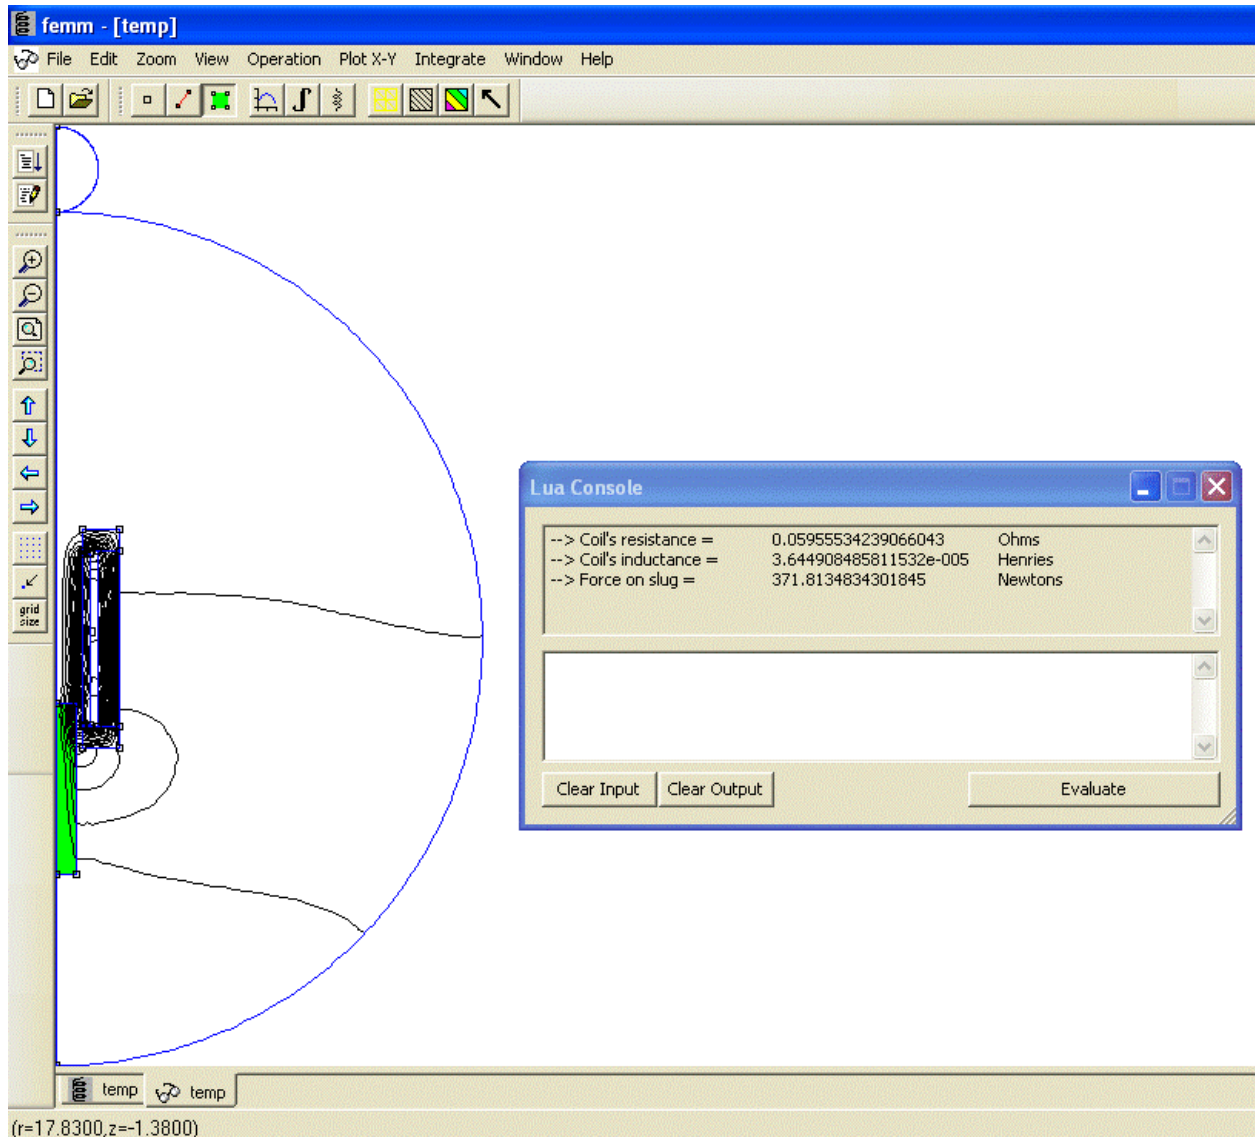 femm - [temp]
File Edit Zoom View Operation Plot X-Y Integrate Window Help
grid
size
Lua Console
--> Coil's resistance = 0.05955534239066043 Ohms
--> Coil's inductance = 3.644908485811532e-005 Henries
--> Force on slug = 371.8134834301845 Newtons
Clear Input Clear Output Evaluate
temp temp
(r=17.8300,z=-1.3800)